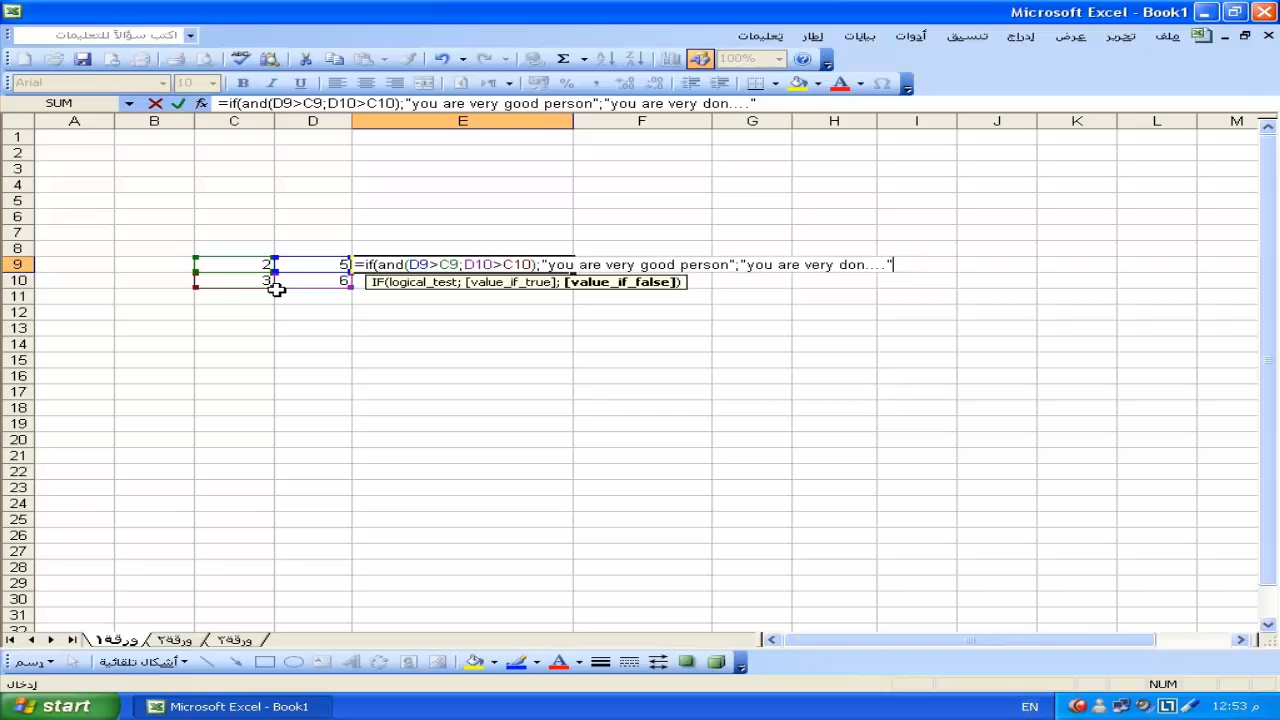 Microsoft Excel - Book1
ملف تحرير عرض إدراج تنسيق أدوات بيانات إطار تعليمات اكتب سؤالاً للتعليمات
100%
Arial 10 B I U
SUM =if(and(D9>C9;D10>C10);"you are very good person";"you are very don...."
A B C D E F G H I J K L M
1
2
3
4
5
6
7
8
9 2 5 =if(and(D9>C9;D10>C10);"you are very good person";"you are very don...."
10 3 6 IF(logical_test; [value_if_true]; [value_if_false])
11
12
13
14
15
16
17
18
19
20
21
22
23
24
25
26
27
28
29
30
31
32
ورقة١ ورقة٢ ورقة٣
رسم أشكال تلقائية
إدخال NUM
start Microsoft Excel - Book1 EN 12:53 م